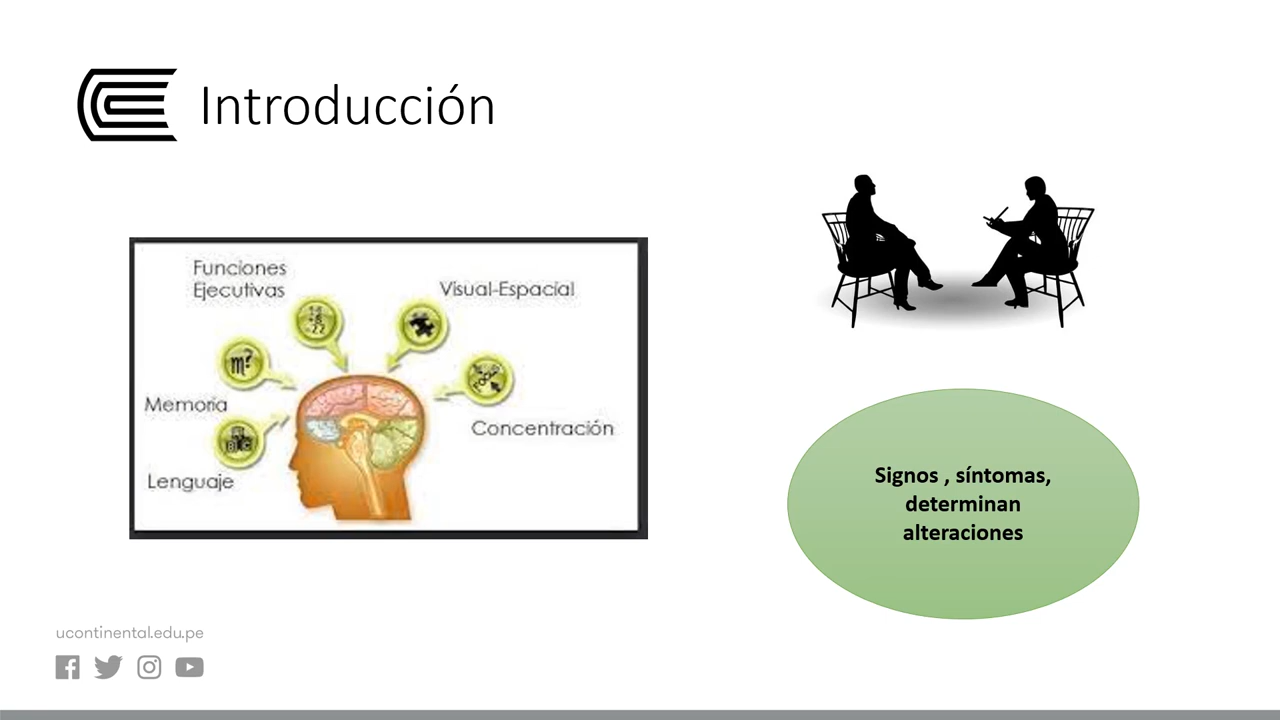 Introducción
Funciones
Ejecutivas
Visual-Espacial
m?
Memoria
Concentración
Lenguaje
Signos , síntomas,
determinan
alteraciones
ucontinental.edu.pe